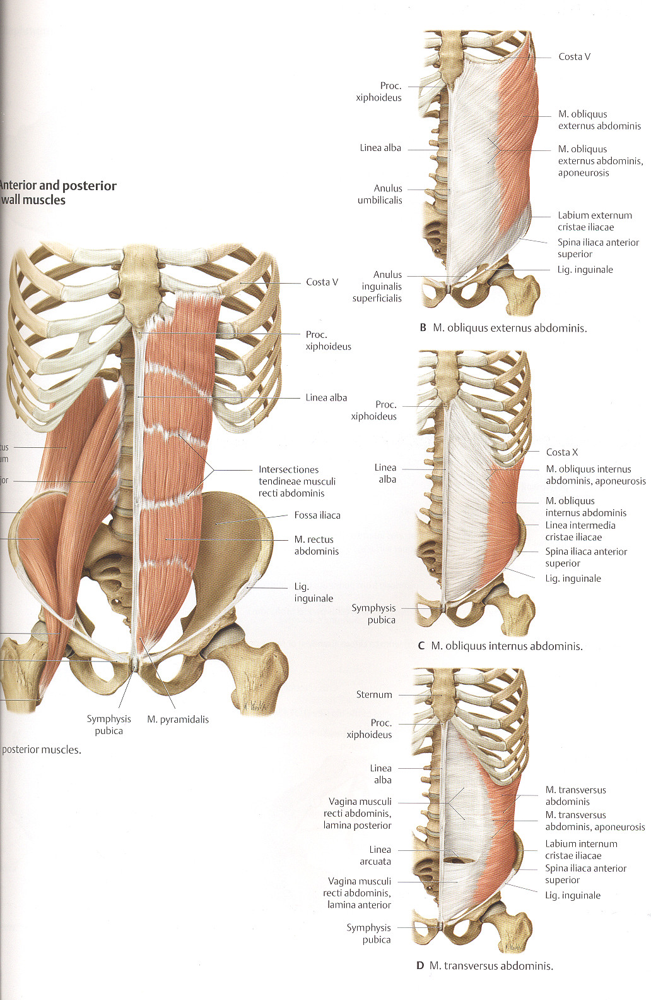 Anterior and posterior
wall muscles
Costa V
Proc.
xiphoideus
Linea alba
Intersectiones
tendineae musculi
recti abdominis
Fossa iliaca
M. rectus
abdominis
Lig.
inguinale
Symphysis
pubica
M. pyramidalis
posterior muscles.
Proc.
xiphoideus
Linea alba
Anulus
umbilicalis
Anulus
inguinalis
superficialis
Costa V
M. obliquus
externus abdominis
M. obliquus
externus abdominis,
aponeurosis
Labium externum
cristae iliacae
Spina iliaca anterior
superior
Lig. inguinale
B M. obliquus externus abdominis.
Proc.
xiphoideus
Linea
alba
Symphysis
pubica
Costa X
M. obliquus internus
abdominis, aponeurosis
M. obliquus
internus abdominis
Linea intermedia
cristae iliacae
Spina iliaca anterior
superior
Lig. inguinale
C M. obliquus internus abdominis.
Sternum
Proc.
xiphoideus
Linea
alba
Vagina musculi
recti abdominis,
lamina posterior
Linea
arcuata
Vagina musculi
recti abdominis,
lamina anterior
Symphysis
pubica
M. transversus
abdominis
M. transversus
abdominis, aponeurosis
Labium internum
cristae iliacae
Spina iliaca anterior
superior
Lig. inguinale
D M. transversus abdominis.